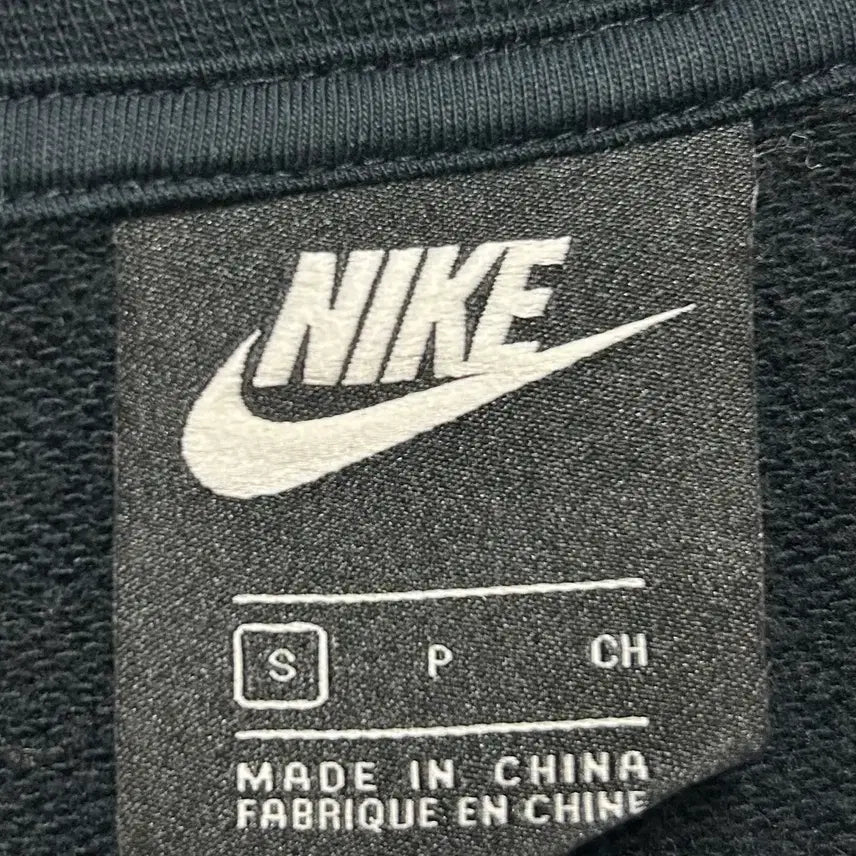 NIKE
S P CH
MADE IN CHINA
FABRIQUE EN CHINE